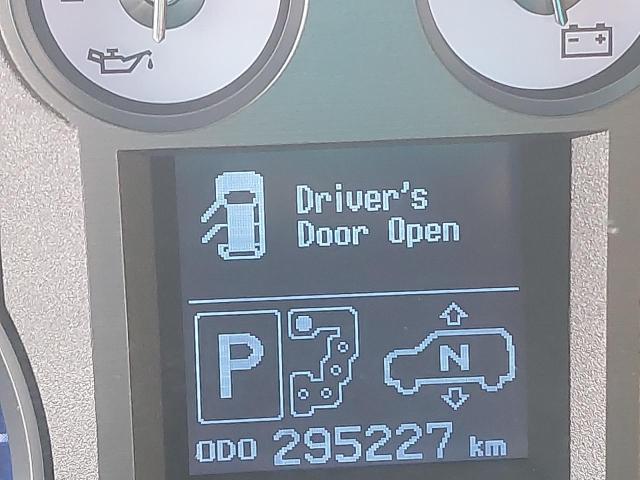 Driver's
Door Open
P
N
ODO 295227 km